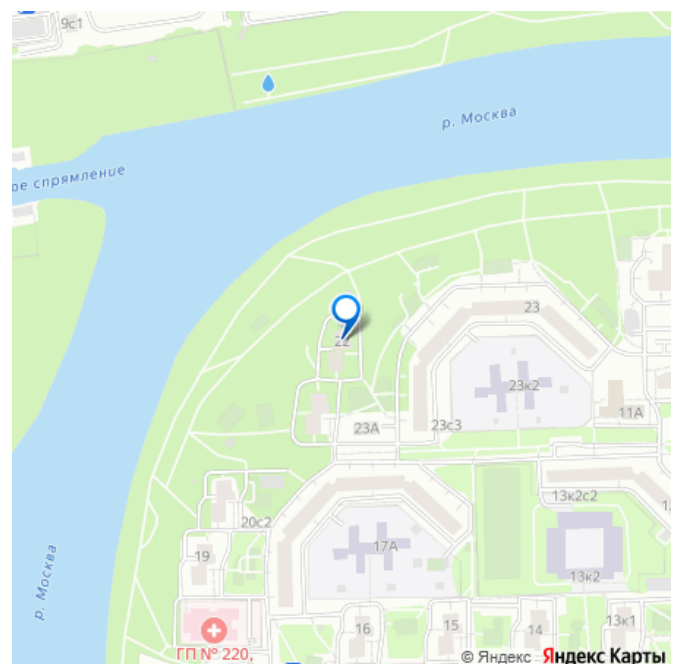 9с1
р. Москва
ое спрямление
23
22
23к2
11А
23А
23с3
13к2с2
20с2
17А
19
13к2
р. Москва
16
15
14
13к1
ГП № 220,
© Яндекс Яндекс Карты